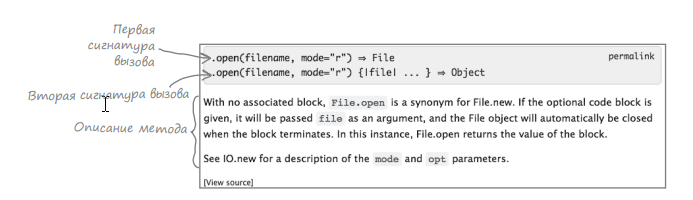 Первая
сигнатура
вызова
.open(filename, mode="r") ⇒ File
permalink
.open(filename, mode="r") {|file| ... } ⇒ Object
Вторая сигнатура вызова
Описание метода
With no associated block, File.open is a synonym for File.new. If the optional code block is
given, it will be passed file as an argument, and the File object will automatically be closed
when the block terminates. In this instance, File.open returns the value of the block.
See IO.new for a description of the mode and opt parameters.
[View source]